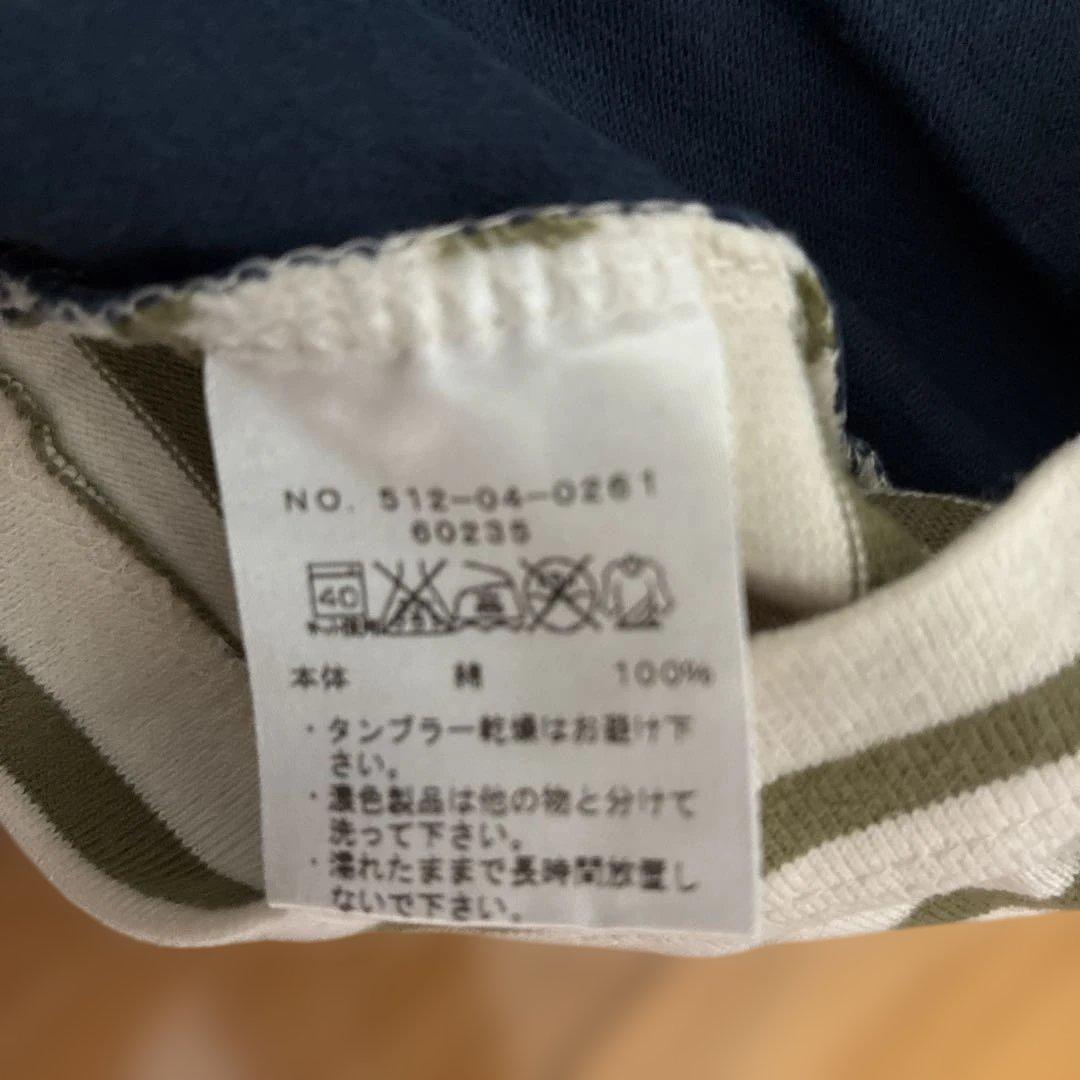 NO. 512-04-0261
60235
40
本体 綿 100%
・タンブラー乾燥はお避け下
さい。
・濃色製品は他の物と分けて
洗って下さい。
・濡れたままで長時間放置し
ないで下さい。